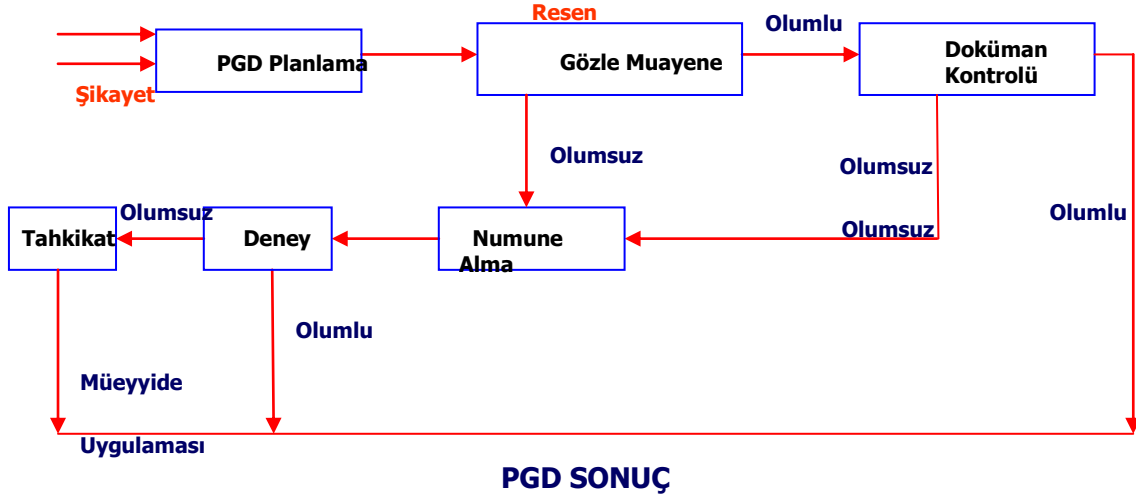 Resen
Olumlu
PGD Planlama
Gözle Muayene
Doküman
Kontrolü
Şikayet
Olumsuz
Olumsuz
Olumsuz
Olumlu
Tahkikat
Deney
Numune
Alma
Olumsuz
Olumlu
Müeyyide
Uygulaması
PGD SONUÇ